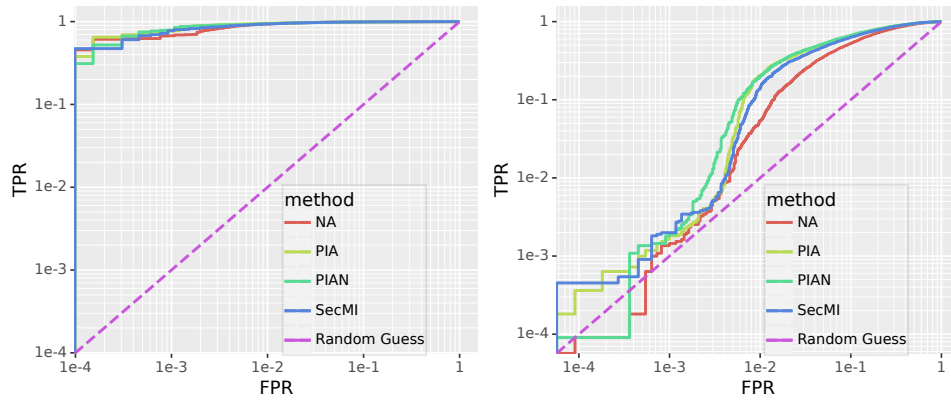 1
1e-1
1e-2
1e-3
1e-4
TPR
1e-4
1e-3
1e-2
1e-1
1
FPR
method
NA
PIA
PIAN
SecMI
Random Guess
1
1e-1
1e-2
1e-3
1e-4
TPR
1e-4
1e-3
1e-2
1e-1
1
FPR
method
NA
PIA
PIAN
SecMI
Random Guess